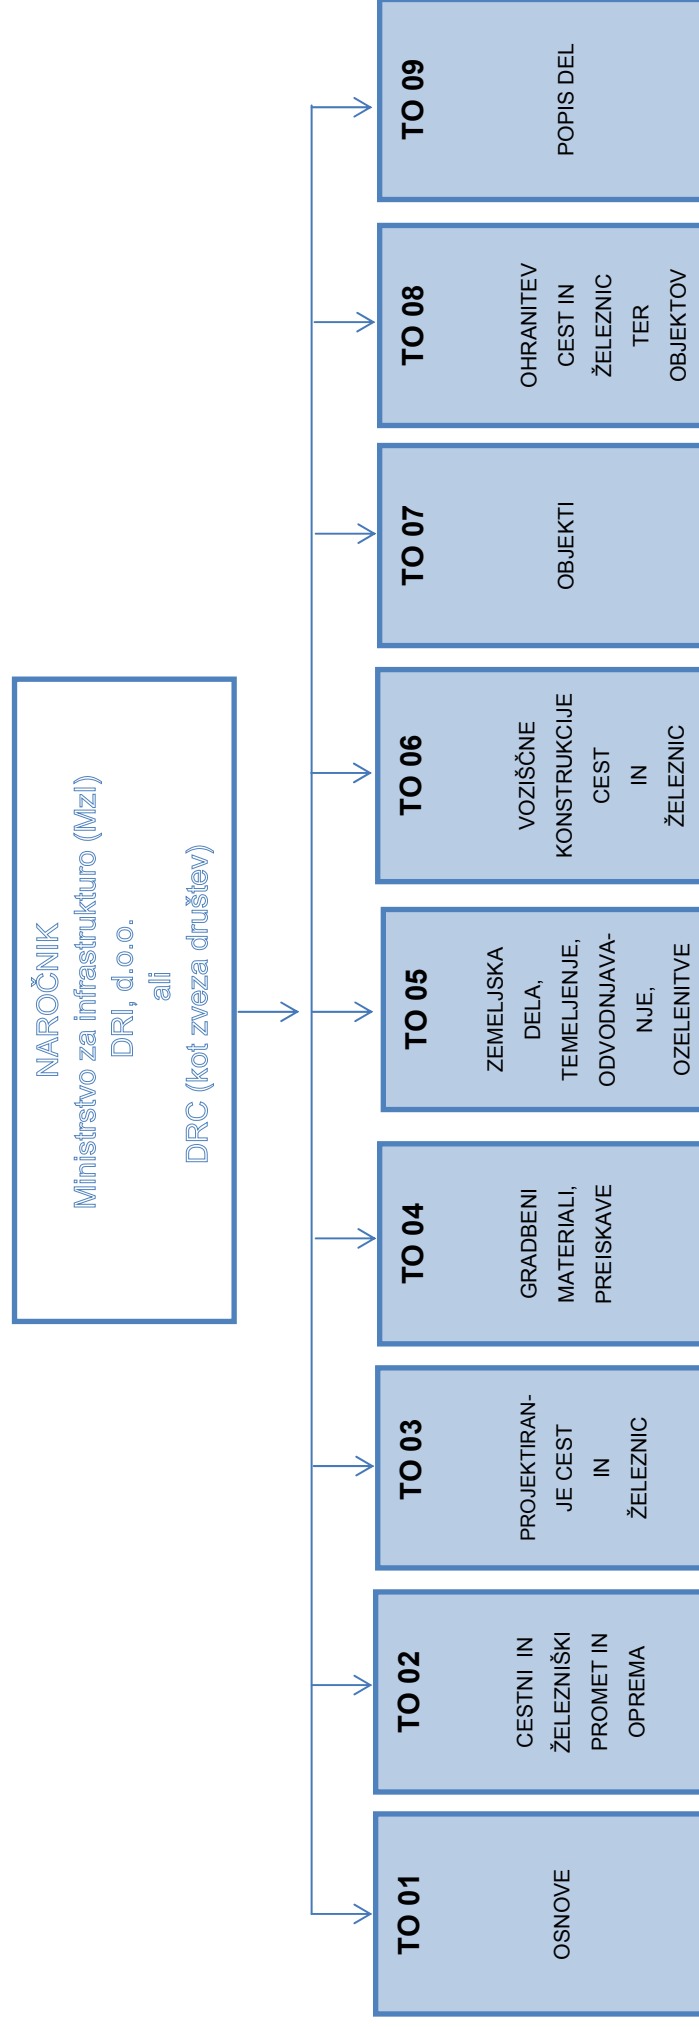 NAROČNIK
Ministrstvo za infrastrukturo (MzI)
DRI, d.o.o.
ali
DRC (kot zveza društev)
TO 01
OSNOVE
TO 02
CESTNI IN
ŽELEZNIŠKI
PROMET IN
OPREMA
TO 03
PROJEKTIRAN-
JE CEST
IN
ŽELEZNIC
TO 04
GRADBENI
MATERIALI,
PREISKAVE
TO 05
ZEMELJSKA
DELA,
TEMELJENJE,
ODVODNJAVA-
NJE,
OZELENITVE
TO 06
VOZIŠČNE
KONSTRUKCIJE
CEST
IN
ŽELEZNIC
TO 07
OBJEKTI
TO 08
OHRANITEV
CEST IN
ŽELEZNIC
TER
OBJEKTOV
TO 09
POPIS DEL